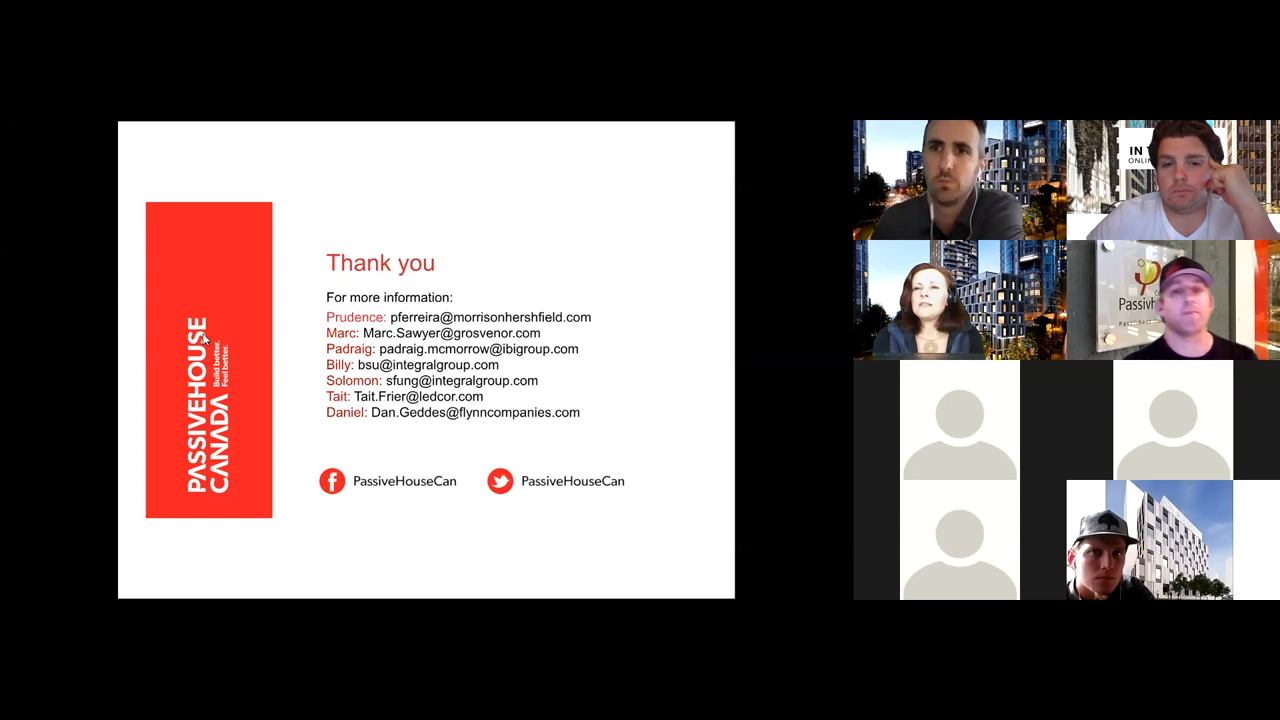 PASSIVEHOUSE
CANADA
Build better.
Feel better.
Thank you
For more information:
Prudence: pferreira@morrisonhershfield.com
Marc: Marc.Sawyer@grosvenor.com
Padraig: padraig.mcmorrow@ibigroup.com
Billy: bsu@integralgroup.com
Solomon: sfung@integralgroup.com
Tait: Tait.Frier@ledcor.com
Daniel: Dan.Geddes@flynncompanies.com
PassiveHouseCan
PassiveHouseCan
IN